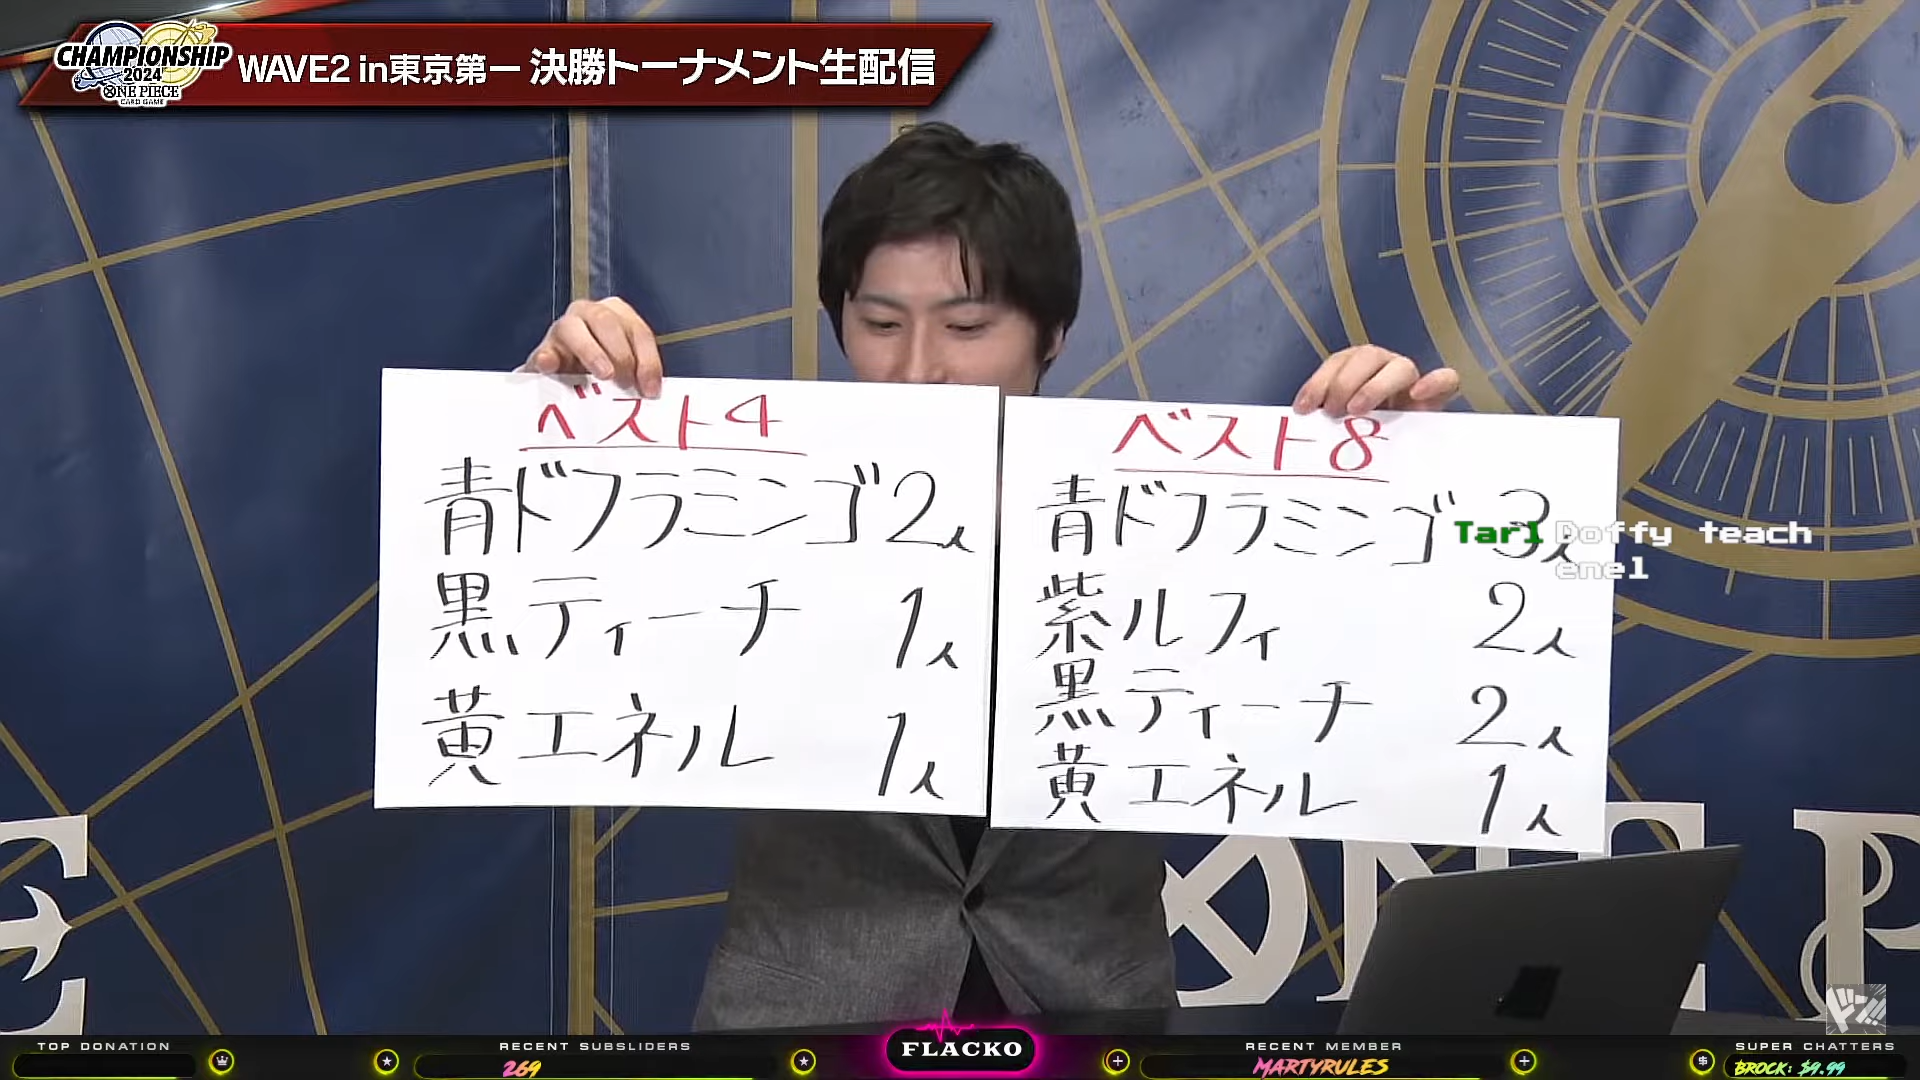 CHAMPIONSHIP
2024
ONE PIECE
CARD GAME
WAVE2 in東京第一 決勝トーナメント生配信
ベスト4
青ドフラミンゴ 2人
黒ティーチ 1人
黄エネル 1人
ベスト8
青ドフラミンゴ 3人
紫ルフィ 2人
黒ティーチ 2人
黄エネル 1人
Tarl Doffy teach
enel
E
ONE P
ドン!!
TOP DONATION
RECENT SUBSLIDERS
269
FLACKO
RECENT MEMBER
MARTYRULES
SUPER CHATTERS
BROCK: $9.99